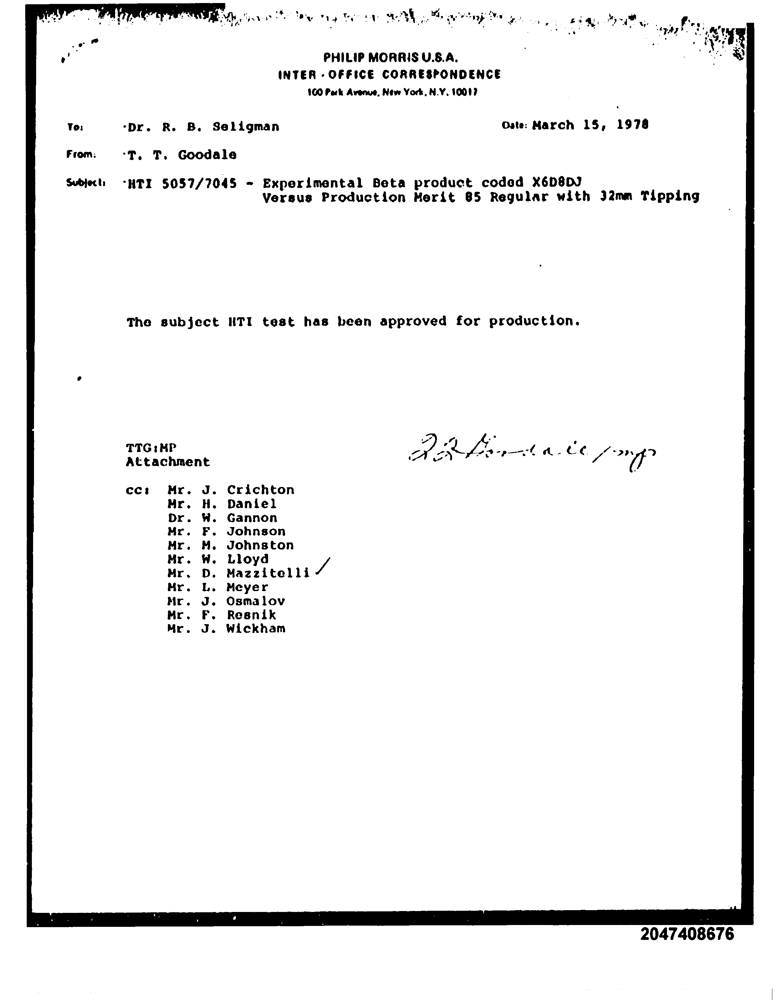 PHILIP MORRIS U.S.A.
INTER - OFFICE CORRESPONDENCE
100 Park Avenue, New York, N.Y. 10017
To: Dr. R. B. Seligman Date: March 15, 1978
From: T. T. Goodale
Subject: HTI 5057/7045 - Experimental Beta product coded X6D8DJ
Versus Production Merit 85 Regular with 32mm Tipping
The subject HTI test has been approved for production.
TTG:MP
Attachment
cc: Mr. J. Crichton
Mr. H. Daniel
Dr. W. Gannon
Mr. F. Johnson
Mr. M. Johnston
Mr. W. Lloyd
Mr. D. Mazzitelli
Mr. L. Meyer
Mr. J. Osmalov
Mr. F. Resnik
Mr. J. Wickham
2047408676